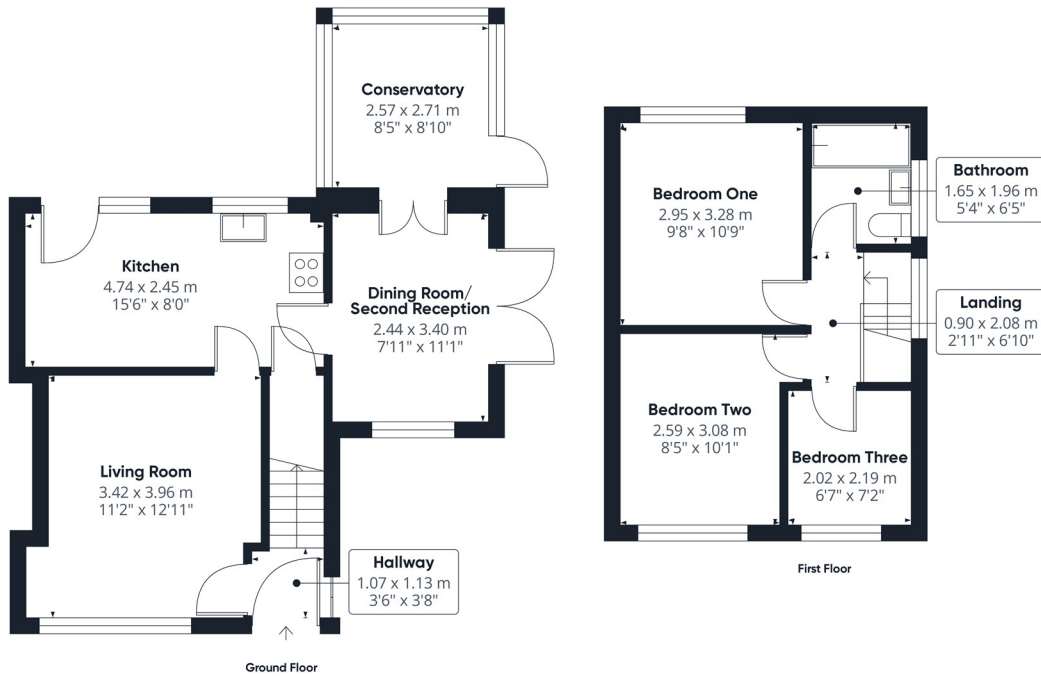 Conservatory
2.57 x 2.71 m
8'5" x 8'10"
Kitchen
4.74 x 2.45 m
15'6" x 8'0"
Dining Room/
Second Reception
2.44 x 3.40 m
7'11" x 11'1"
Living Room
3.42 x 3.96 m
11'2" x 12'11"
Hallway
1.07 x 1.13 m
3'6" x 3'8"
Ground Floor
Bedroom One
2.95 x 3.28 m
9'8" x 10'9"
Bathroom
1.65 x 1.96 m
5'4" x 6'5"
Landing
0.90 x 2.08 m
2'11" x 6'10"
Bedroom Two
2.59 x 3.08 m
8'5" x 10'1"
Bedroom Three
2.02 x 2.19 m
6'7" x 7'2"
First Floor